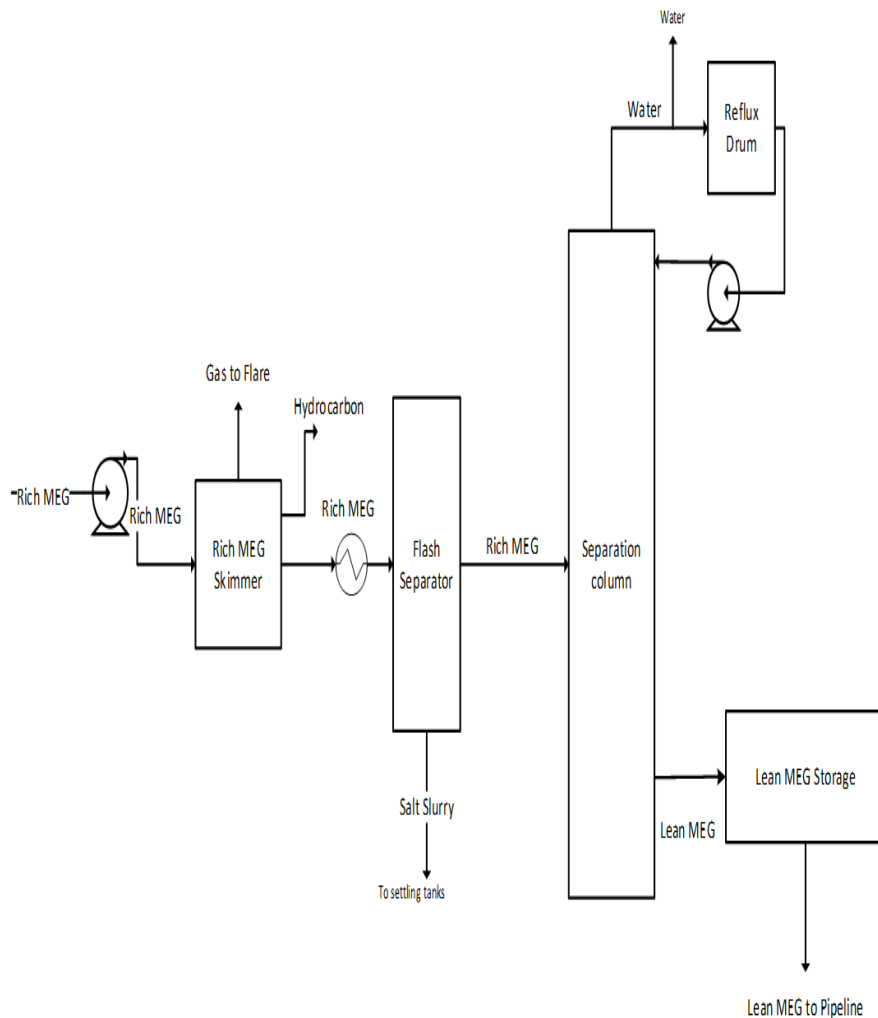 Water
Water
Reflux
Drum
Gas to Flare
Hydrocarbon
Rich MEG
Rich MEG
Rich MEG
Rich MEG
Skimmer
Flash
Separator
Rich MEG
Separation
column
Salt Slurry
To settling tanks
Lean MEG
Lean MEG Storage
Lean MEG to Pipeline